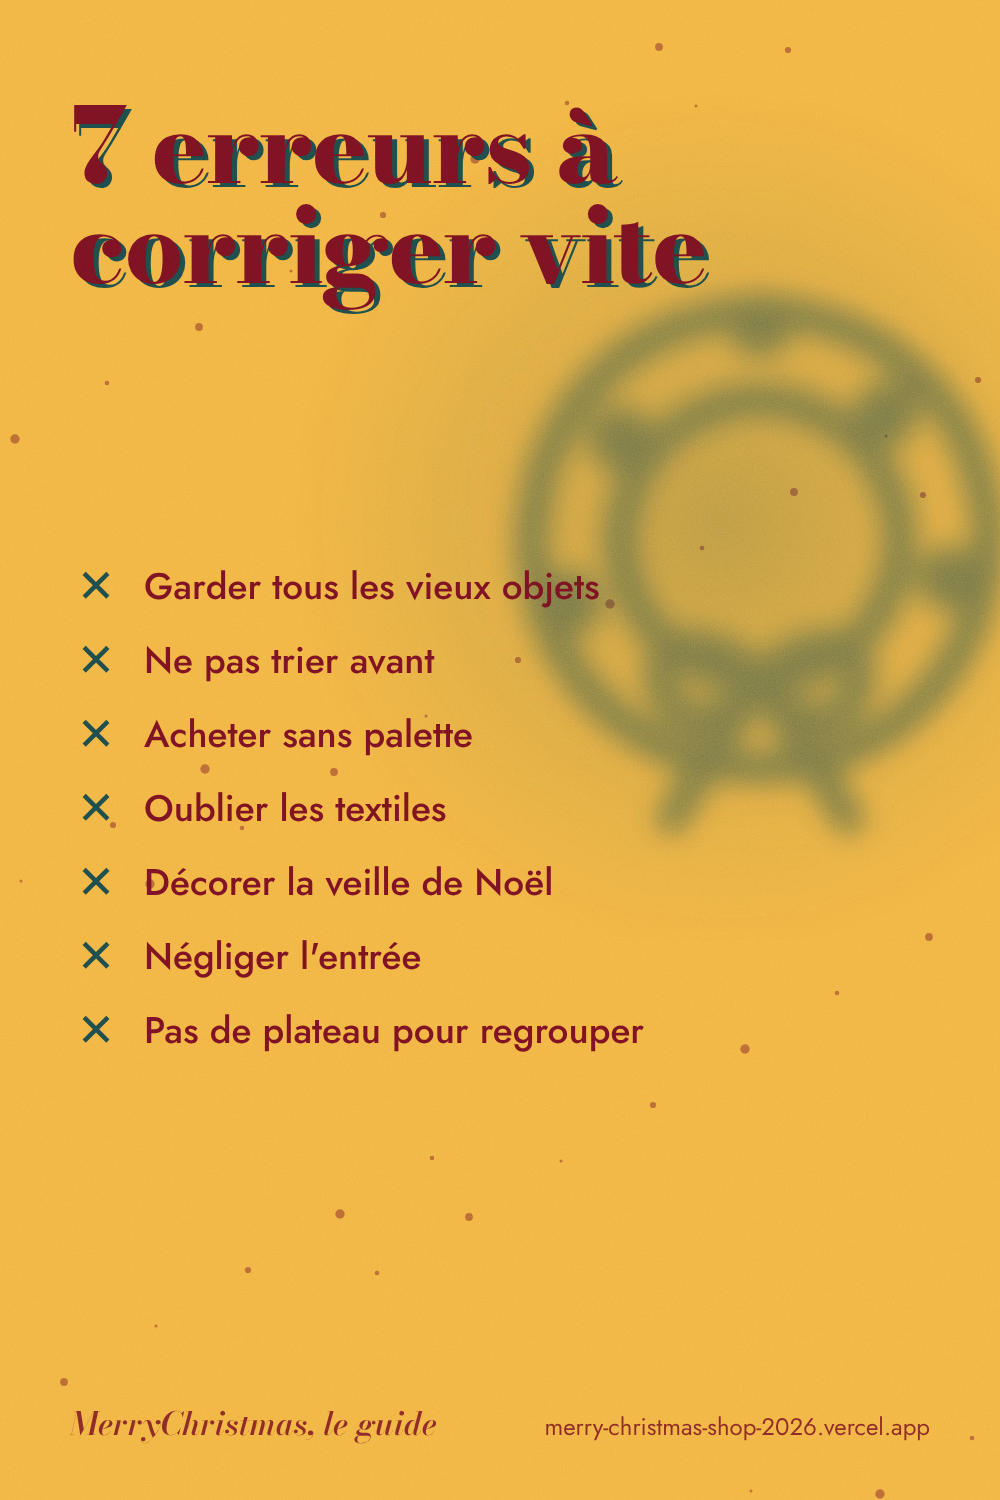 7 erreurs à
corriger vite
✕ Garder tous les vieux objets
✕ Ne pas trier avant
✕ Acheter sans palette
✕ Oublier les textiles
✕ Décorer la veille de Noël
✕ Négliger l'entrée
✕ Pas de plateau pour regrouper
MerryChristmas, le guide
merry-christmas-shop-2026.vercel.app